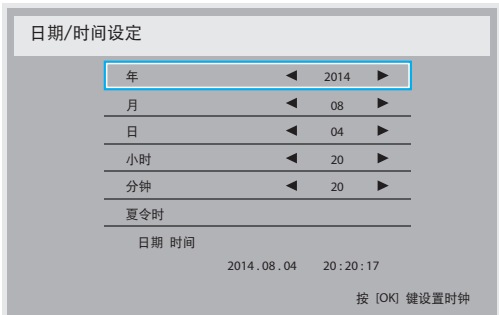 日期/时间设定
年 ◀ 2014 ▶
月 ◀ 08 ▶
日 ◀ 04 ▶
小时 ◀ 20 ▶
分钟 ◀ 20 ▶
夏令时
日期 时间
2014.08.04 20:20:17
按 [OK] 键设置时钟